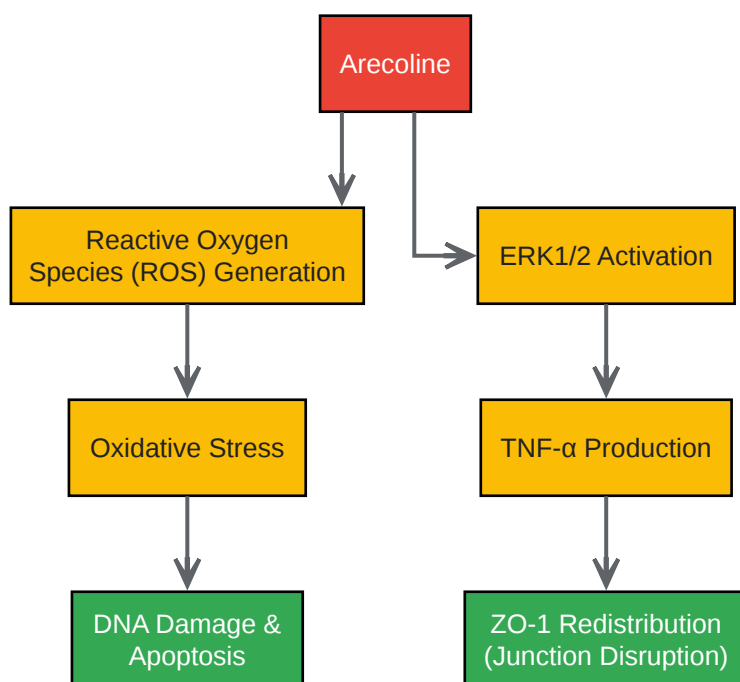 Arecoline
Reactive Oxygen
Species (ROS) Generation
ERK1/2 Activation
Oxidative Stress
TNF-α Production
DNA Damage &
Apoptosis
ZO-1 Redistribution
(Junction Disruption)